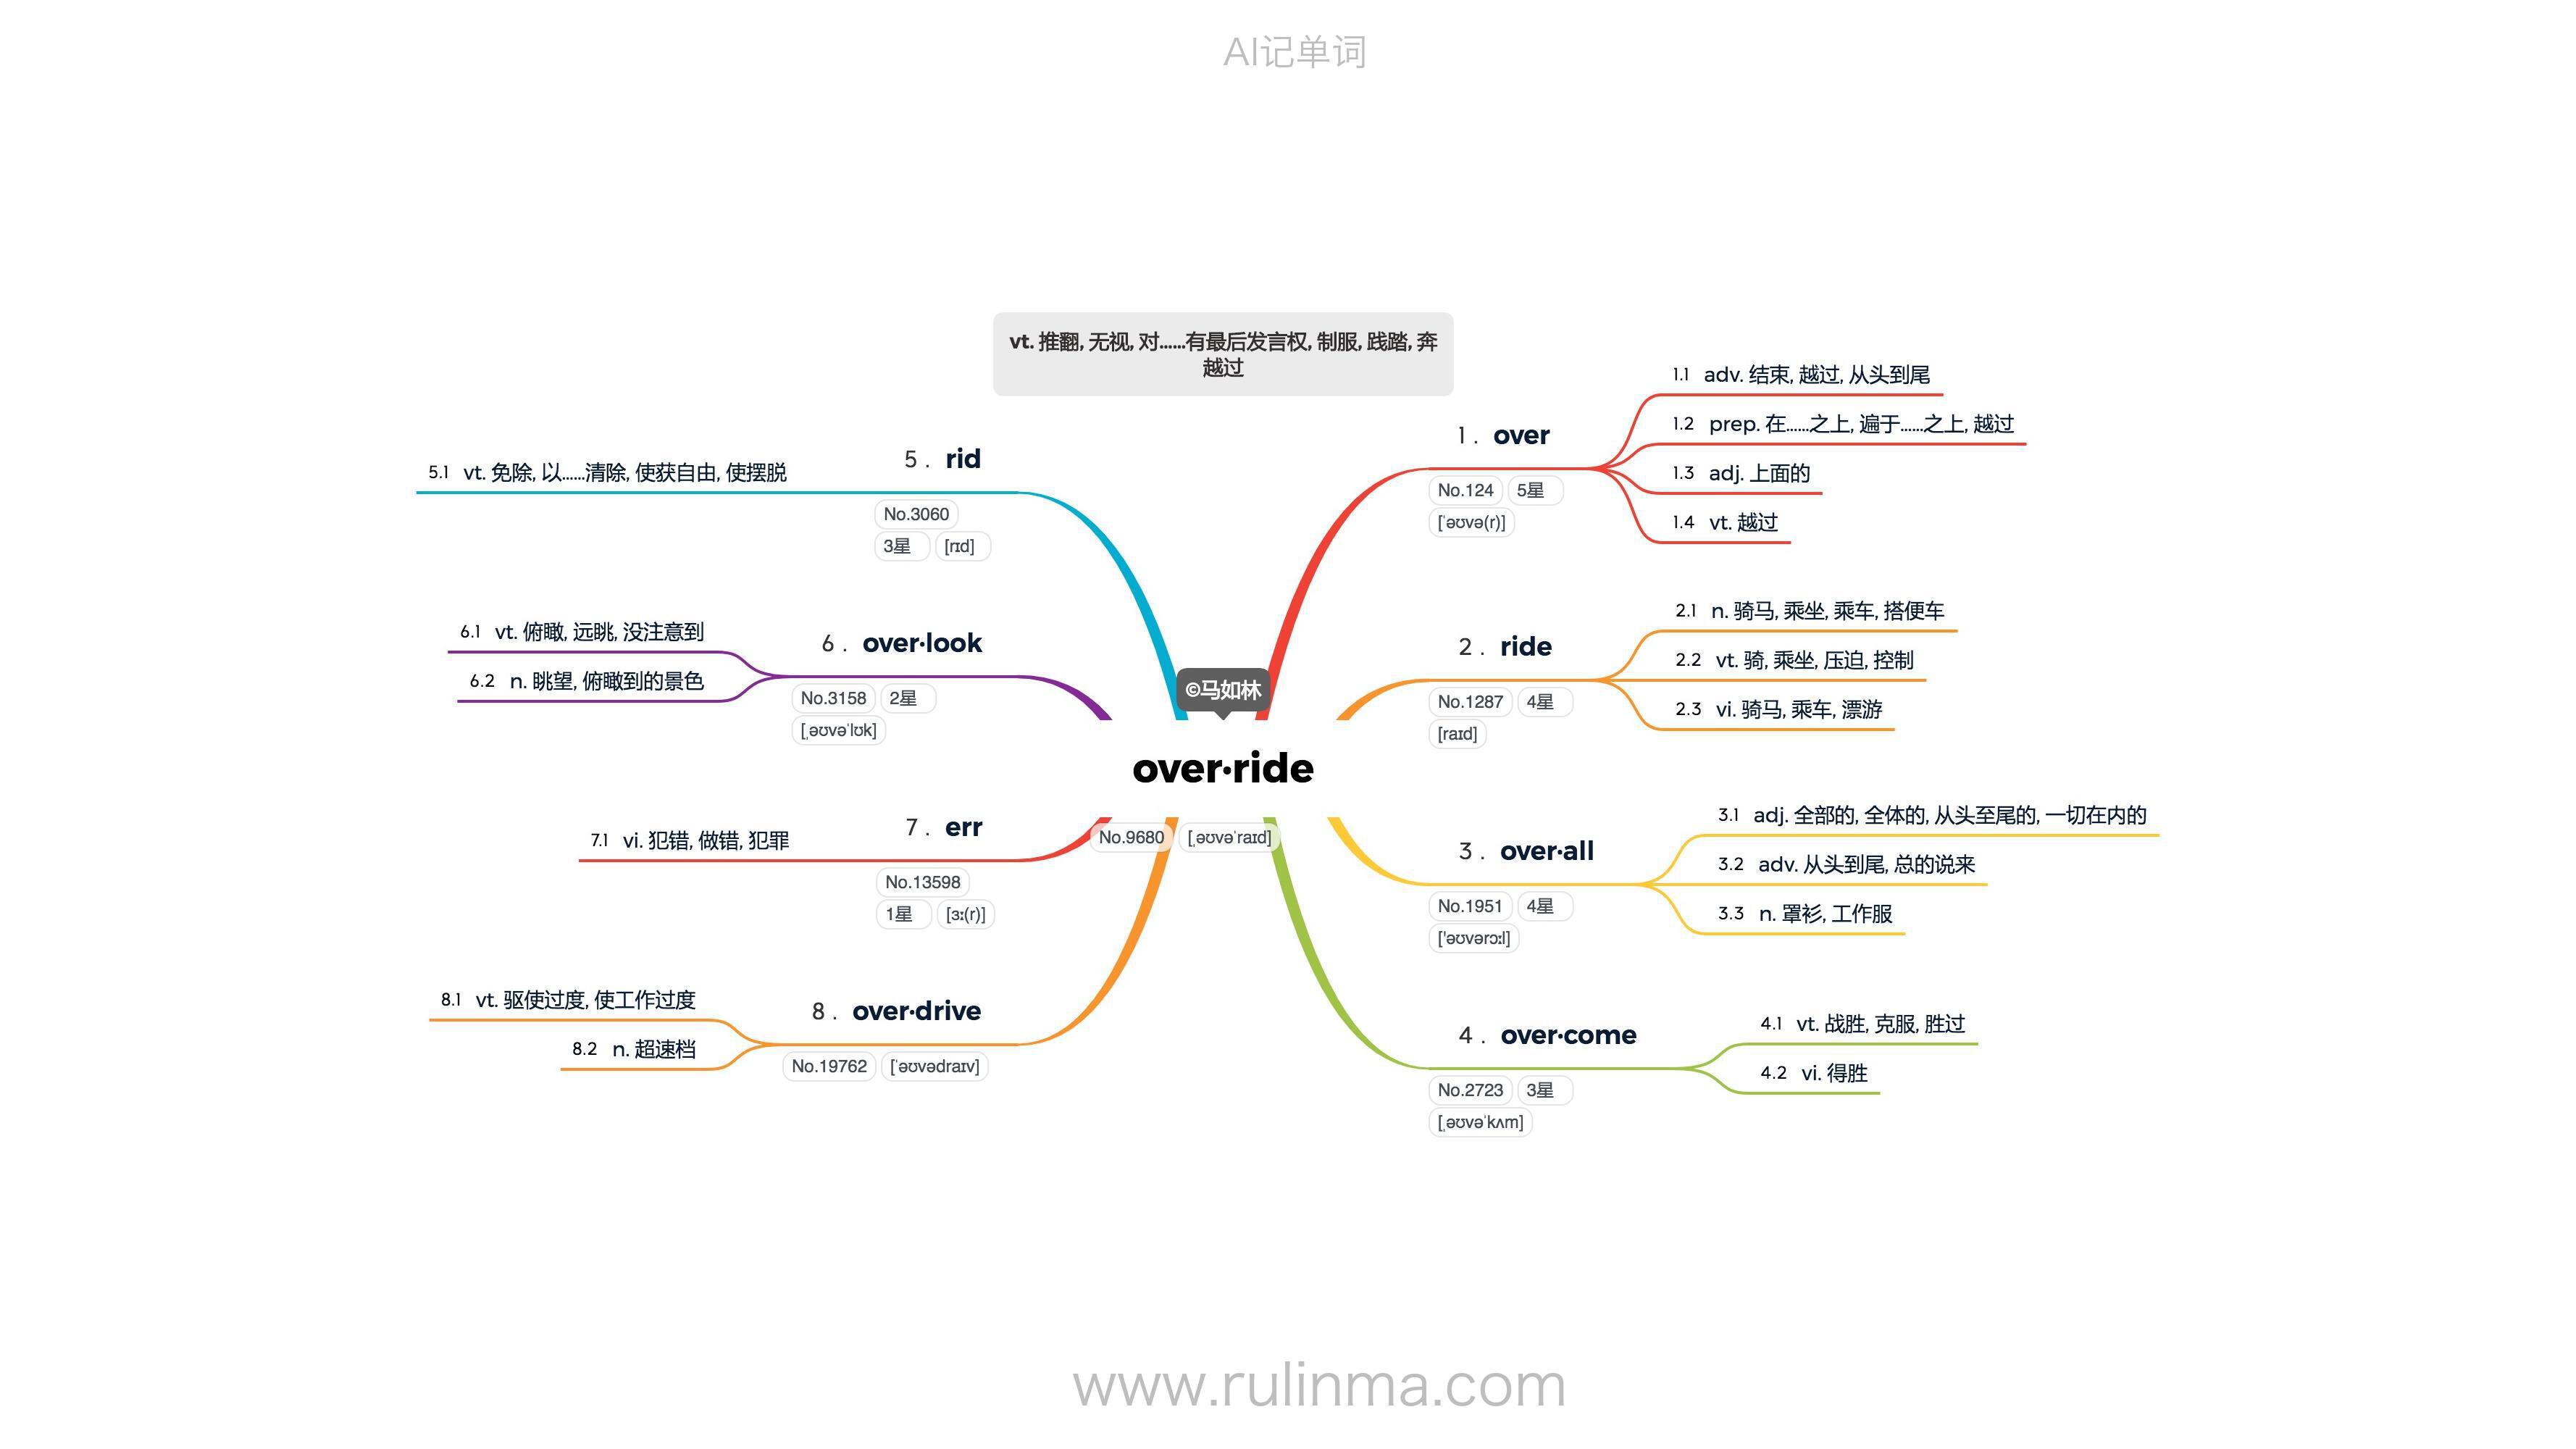 AI记单词
vt. 推翻, 无视, 对……有最后发言权, 制服, 践踏, 奔
越过
©马如林
over·ride
No.9680 [ˌəʊvəˈraɪd]
1 . over
No.124 5星
[ˈəʊvə(r)]
1.1 adv. 结束, 越过, 从头到尾
1.2 prep. 在……之上, 遍于……之上, 越过
1.3 adj. 上面的
1.4 vt. 越过
2 . ride
No.1287 4星
[raɪd]
2.1 n. 骑马, 乘坐, 乘车, 搭便车
2.2 vt. 骑, 乘坐, 压迫, 控制
2.3 vi. 骑马, 乘车, 漂游
3 . over·all
No.1951 4星
['əʊvərɔːl]
3.1 adj. 全部的, 全体的, 从头至尾的, 一切在内的
3.2 adv. 从头到尾, 总的说来
3.3 n. 罩衫, 工作服
4 . over·come
No.2723 3星
[ˌəʊvəˈkʌm]
4.1 vt. 战胜, 克服, 胜过
4.2 vi. 得胜
5 . rid
No.3060
3星 [rɪd]
5.1 vt. 免除, 以……清除, 使获自由, 使摆脱
6 . over·look
No.3158 2星
[ˌəʊvəˈlʊk]
6.1 vt. 俯瞰, 远眺, 没注意到
6.2 n. 眺望, 俯瞰到的景色
7 . err
No.13598
1星 [ɜː(r)]
7.1 vi. 犯错, 做错, 犯罪
8 . over·drive
No.19762 [ˈəʊvədraɪv]
8.1 vt. 驱使过度, 使工作过度
8.2 n. 超速档
www.rulinma.com